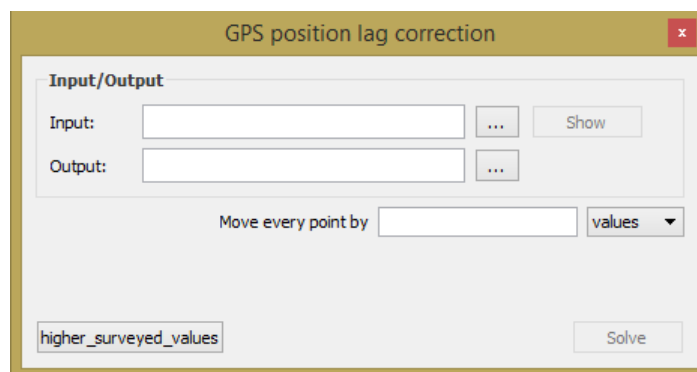 GPS position lag correction
x
Input/Output
Input: ... Show
Output: ...
Move every point by values
higher_surveyed_values Solve